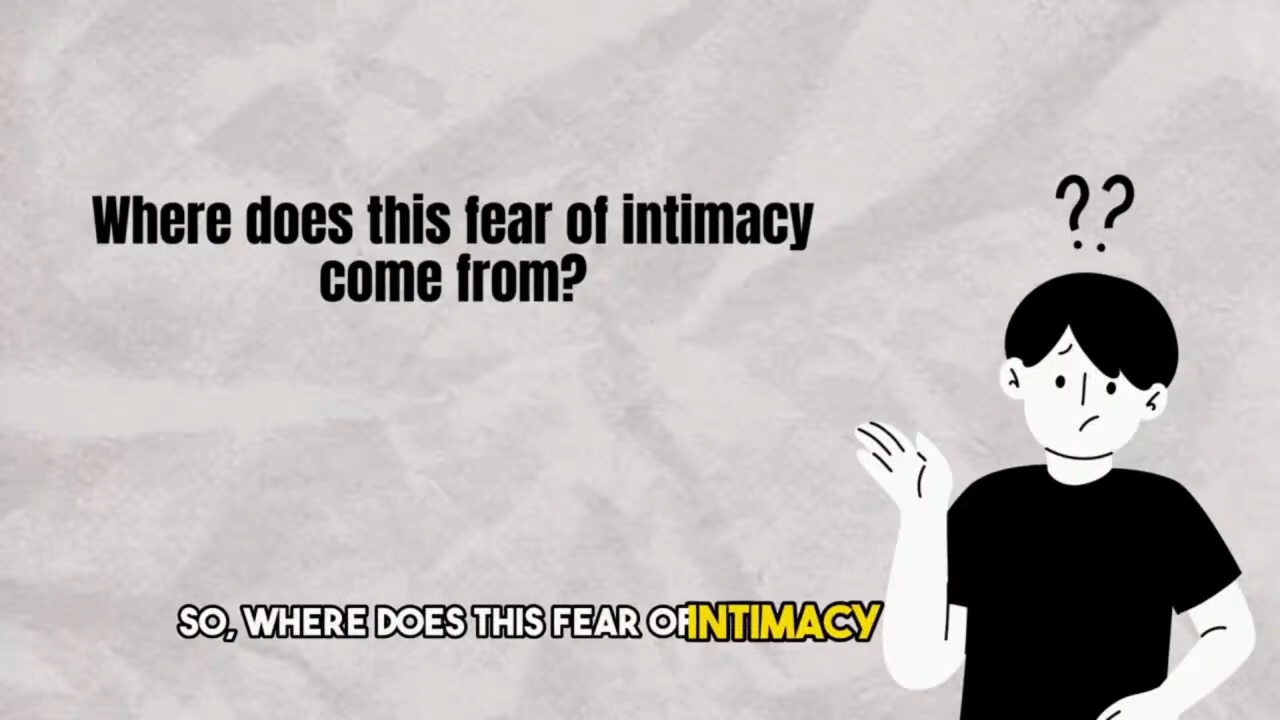 ??
Where does this fear of intimacy
come from?
SO, WHERE DOES THIS FEAR OF INTIMACY